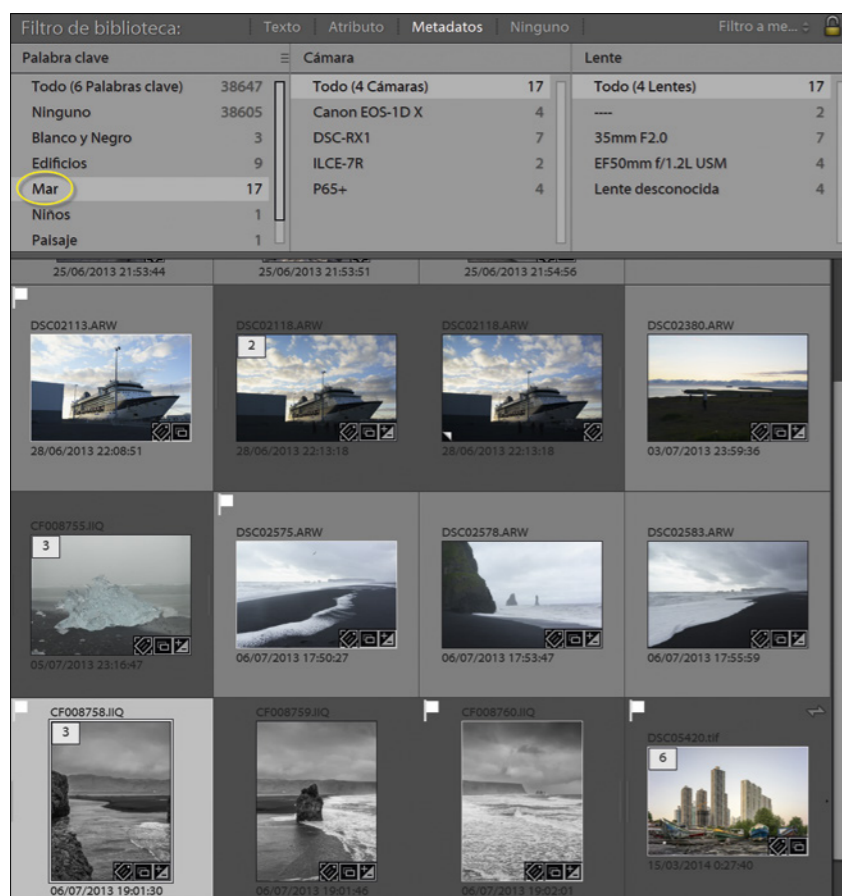 Filtro de biblioteca: Texto Atributo Metadatos Ninguno Filtro a me...
Palabra clave Cámara Lente
Todo (6 Palabras clave) 38647 Todo (4 Cámaras) 17 Todo (4 Lentes) 17
Ninguno 38605 Canon EOS-1D X 4 ---- 2
Blanco y Negro 3 DSC-RX1 7 35mm F2.0 7
Edificios 9 ILCE-7R 2 EF50mm f/1.2L USM 4
Mar 17 P65+ 4 Lente desconocida 4
Niños 1
Paisaje 1
25/06/2013 21:53:44 25/06/2013 21:53:51 25/06/2013 21:54:56
DSC02113.ARW DSC02118.ARW DSC02118.ARW DSC02380.ARW
2
28/06/2013 22:08:51 28/06/2013 22:13:18 28/06/2013 22:13:18 03/07/2013 23:59:36
CF008755.IIQ DSC02575.ARW DSC02578.ARW DSC02583.ARW
3
05/07/2013 23:16:47 06/07/2013 17:50:27 06/07/2013 17:53:47 06/07/2013 17:55:59
CF008758.IIQ CF008759.IIQ CF008760.IIQ DSC05420.tif
3 6
15/03/2014 0:27:40
06/07/2013 19:01:30 06/07/2013 19:01:46 06/07/2013 19:02:01